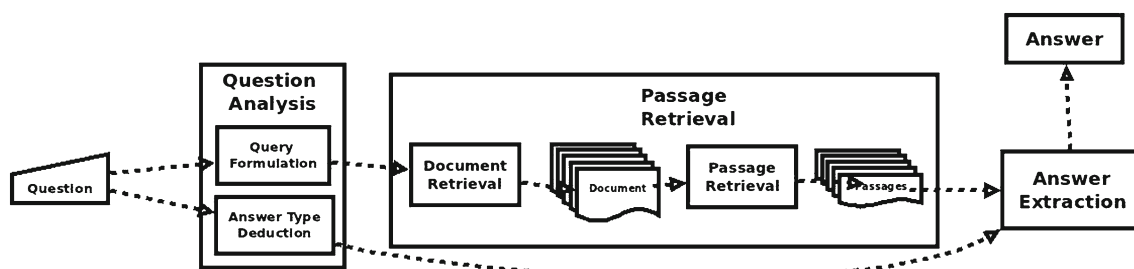 Question
Question
Analysis
Query
Formulation
Answer Type
Deduction
Passage
Retrieval
Document
Retrieval
Document
Passage
Retrieval
Passages
Answer
Answer
Extraction